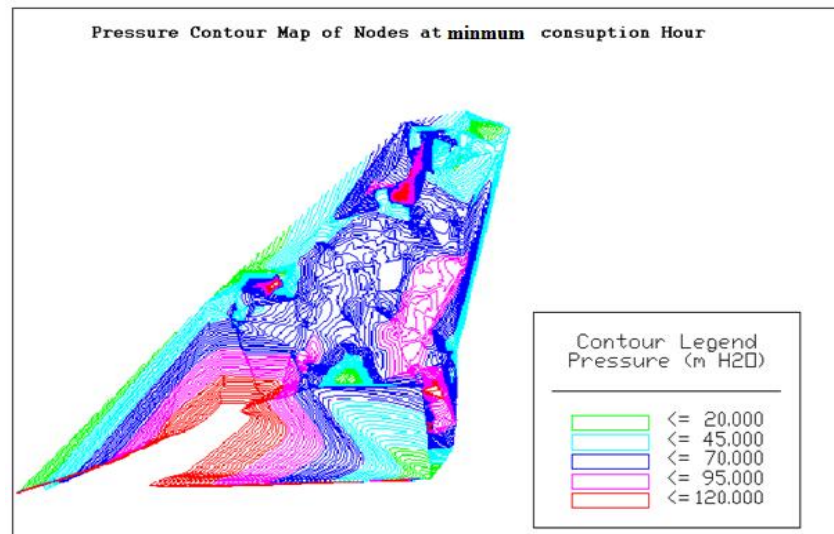 Pressure Contour Map of Nodes at minmum consuption Hour
Contour Legend
Pressure (m H2O)
<= 20.000
<= 45.000
<= 70.000
<= 95.000
<= 120.000